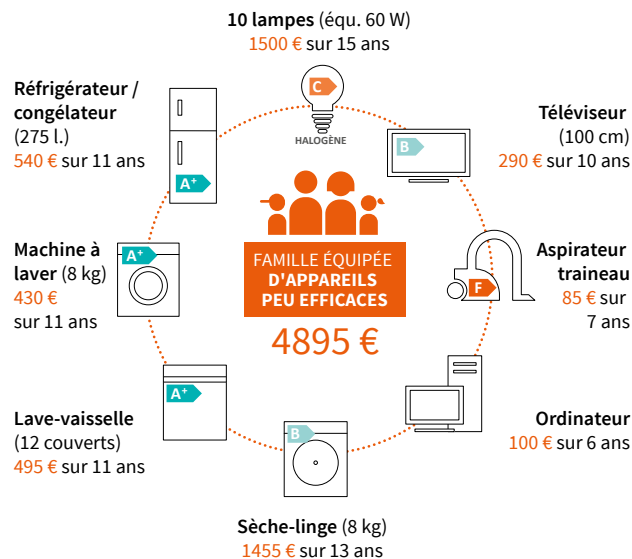 10 lampes (équ. 60 W)
1500 € sur 15 ans
C
HALOGÈNE
Téléviseur
(100 cm)
290 € sur 10 ans
B
Aspirateur
traineau
85 € sur
7 ans
F
Ordinateur
100 € sur 6 ans
Sèche-linge (8 kg)
1455 € sur 13 ans
B
Lave-vaisselle
(12 couverts)
495 € sur 11 ans
A+
Machine à
laver (8 kg)
430 €
sur 11 ans
A+
Réfrigérateur /
congélateur
(275 l.)
540 € sur 11 ans
A+
FAMILLE ÉQUIPÉE
D'APPAREILS
PEU EFFICACES
4895 €